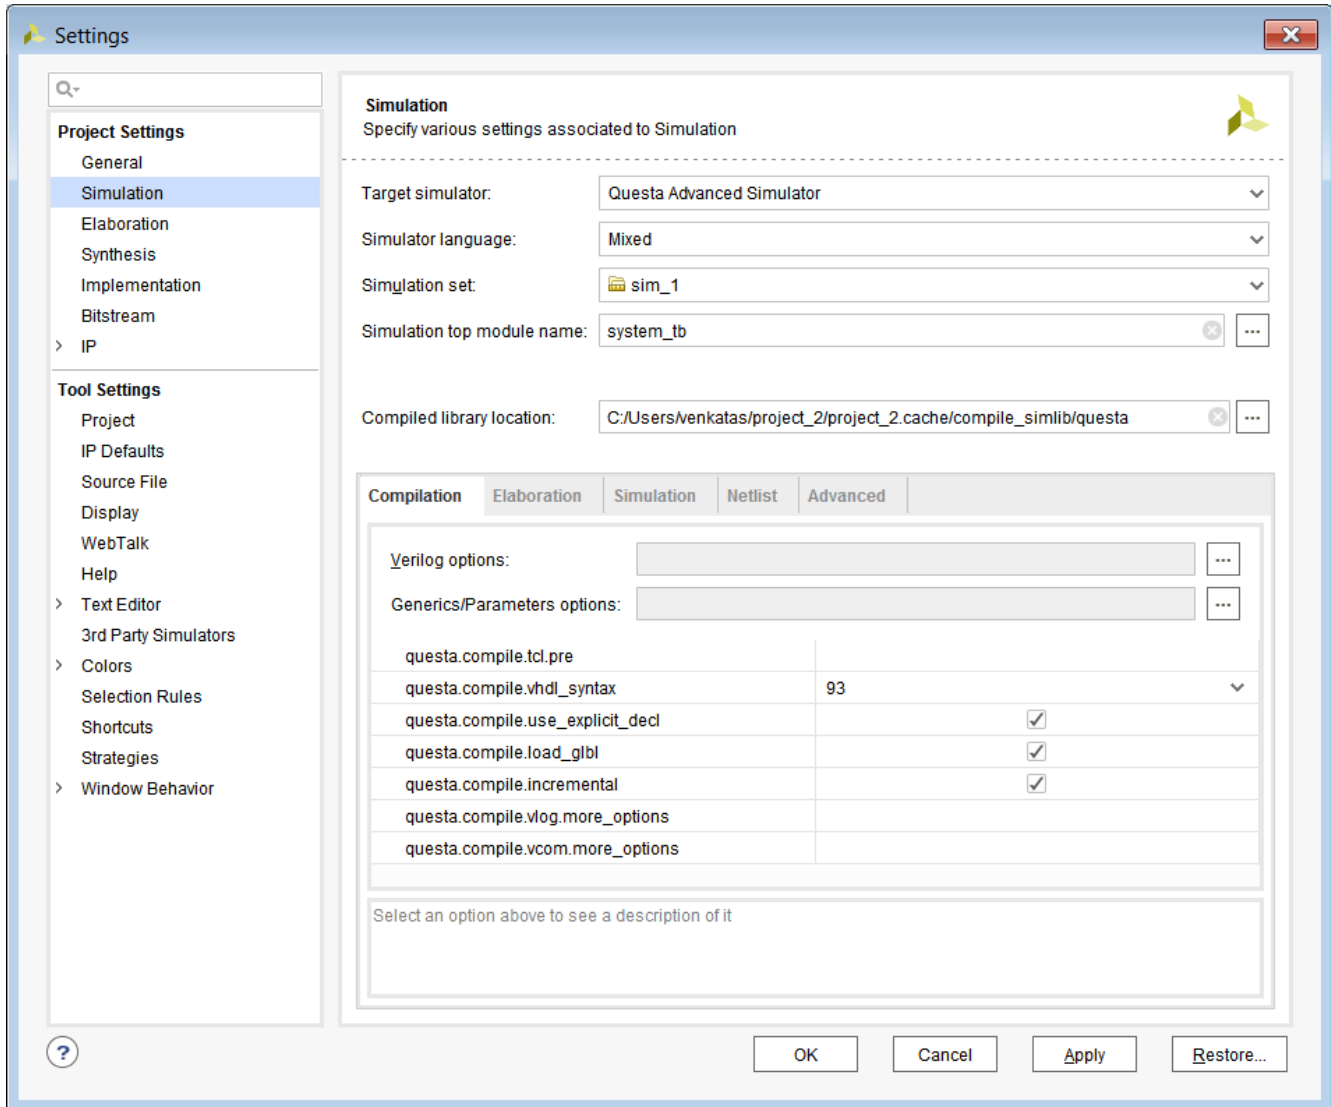 Settings
Project Settings
General
Simulation
Elaboration
Synthesis
Implementation
Bitstream
IP
Tool Settings
Project
IP Defaults
Source File
Display
WebTalk
Help
Text Editor
3rd Party Simulators
Colors
Selection Rules
Shortcuts
Strategies
Window Behavior
Simulation
Specify various settings associated to Simulation
Target simulator: Questa Advanced Simulator
Simulator language: Mixed
Simulation set: sim_1
Simulation top module name: system_tb ...
Compiled library location: C:/Users/venkatas/project_2/project_2.cache/compile_simlib/questa ...
Compilation Elaboration Simulation Netlist Advanced
Verilog options: ...
Generics/Parameters options: ...
questa.compile.tcl.pre
questa.compile.vhdl_syntax 93
questa.compile.use_explicit_decl
questa.compile.load_glbl
questa.compile.incremental
questa.compile.vlog.more_options
questa.compile.vcom.more_options
Select an option above to see a description of it
? OK Cancel Apply Restore...